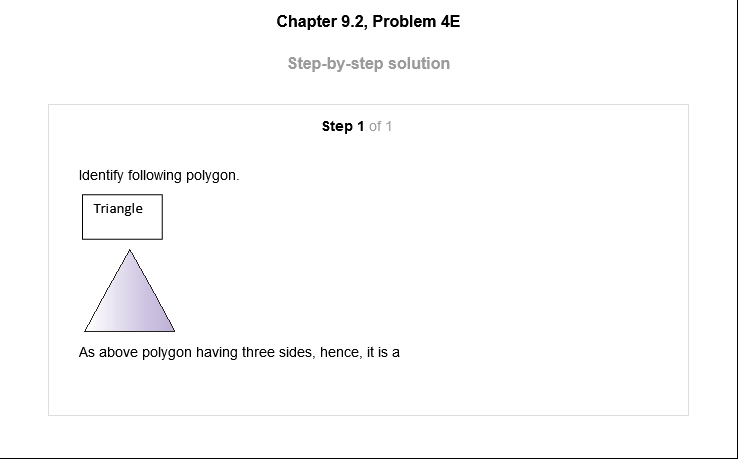 Chapter 9.2, Problem 4E
Step-by-step solution
Step 1 of 1
Identify following polygon.
Triangle
As above polygon having three sides, hence, it is a